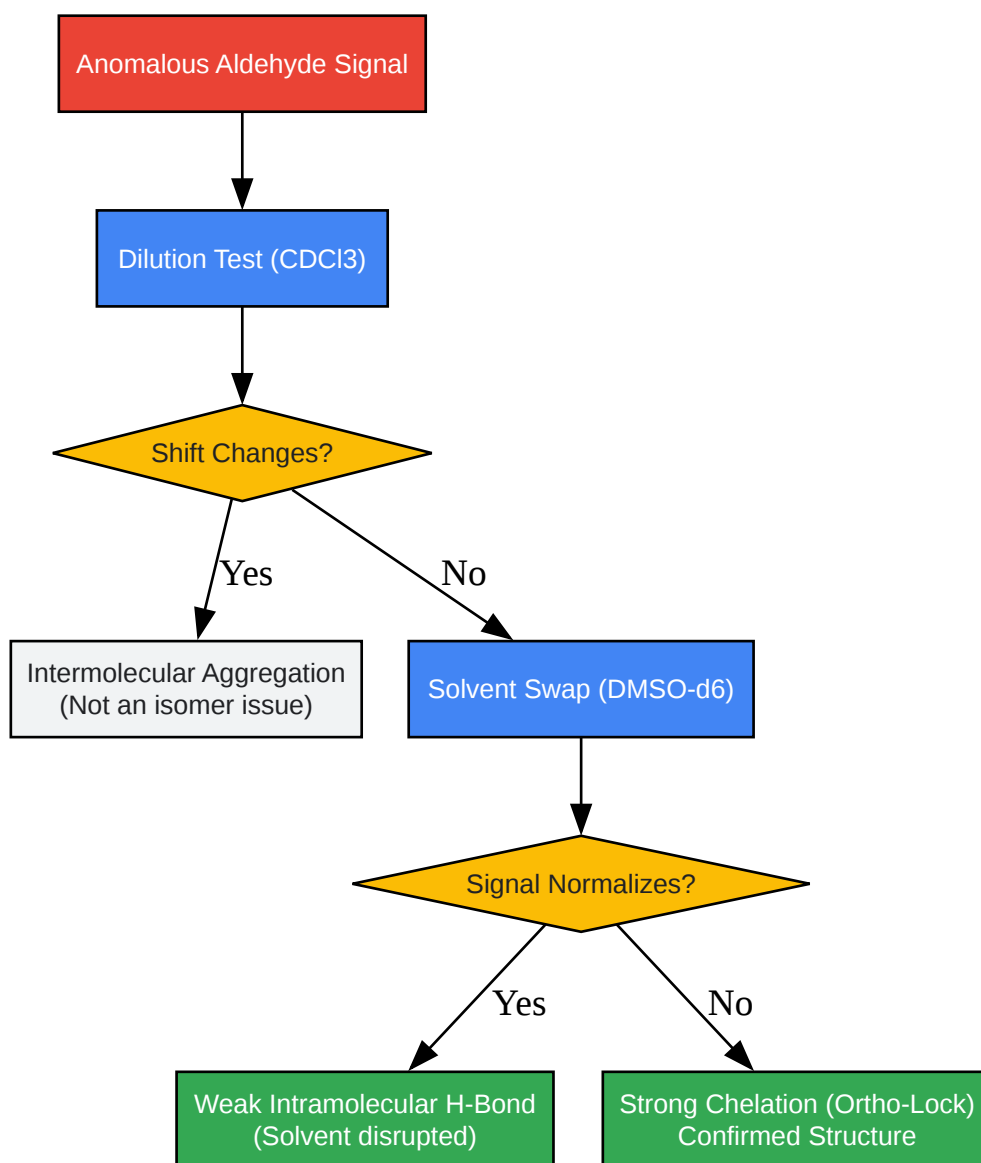 Anomalous Aldehyde Signal
Dilution Test (CDCl3)
Shift Changes?
Yes
No
Intermolecular Aggregation
(Not an isomer issue)
Solvent Swap (DMSO-d6)
Signal Normalizes?
Yes
No
Weak Intramolecular H-Bond
(Solvent disrupted)
Strong Chelation (Ortho-Lock)
Confirmed Structure